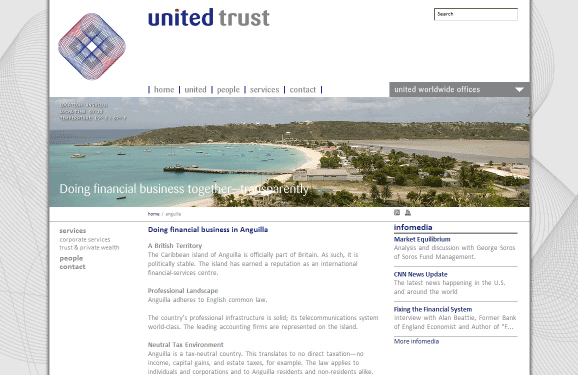 united trust
Search
| home | united | people | services | contact |
united worldwide offices
Doing financial business together—transparently
home / anguilla
services
corporate services
trust & private wealth
people
contact
Doing financial business in Anguilla
A British Territory
The Caribbean island of Anguilla is officially part of Britain. As such, it is
politically stable. The island has earned a reputation as an international
financial-services centre.
Professional Landscape
Anguilla adheres to English common law.
The country's professional infrastructure is solid; its telecommunications system
world-class. The leading accounting firms are represented on the island.
Neutral Tax Environment
Anguilla is a tax-neutral country. This translates to no direct taxation—no
income, capital gains, and estate taxes, for example. The law applies to
individuals and corporations and to Anguilla residents and non-residents alike.
infomedia
Market Equilibrium
Analysis and discussion with George Soros
of Soros Fund Management.
CNN News Update
The latest news happening in the U.S.
and around the world
Fixing the Financial System
Interview with Alan Beattie, Former Bank
of England Economist and Author of "F...
More infomedia